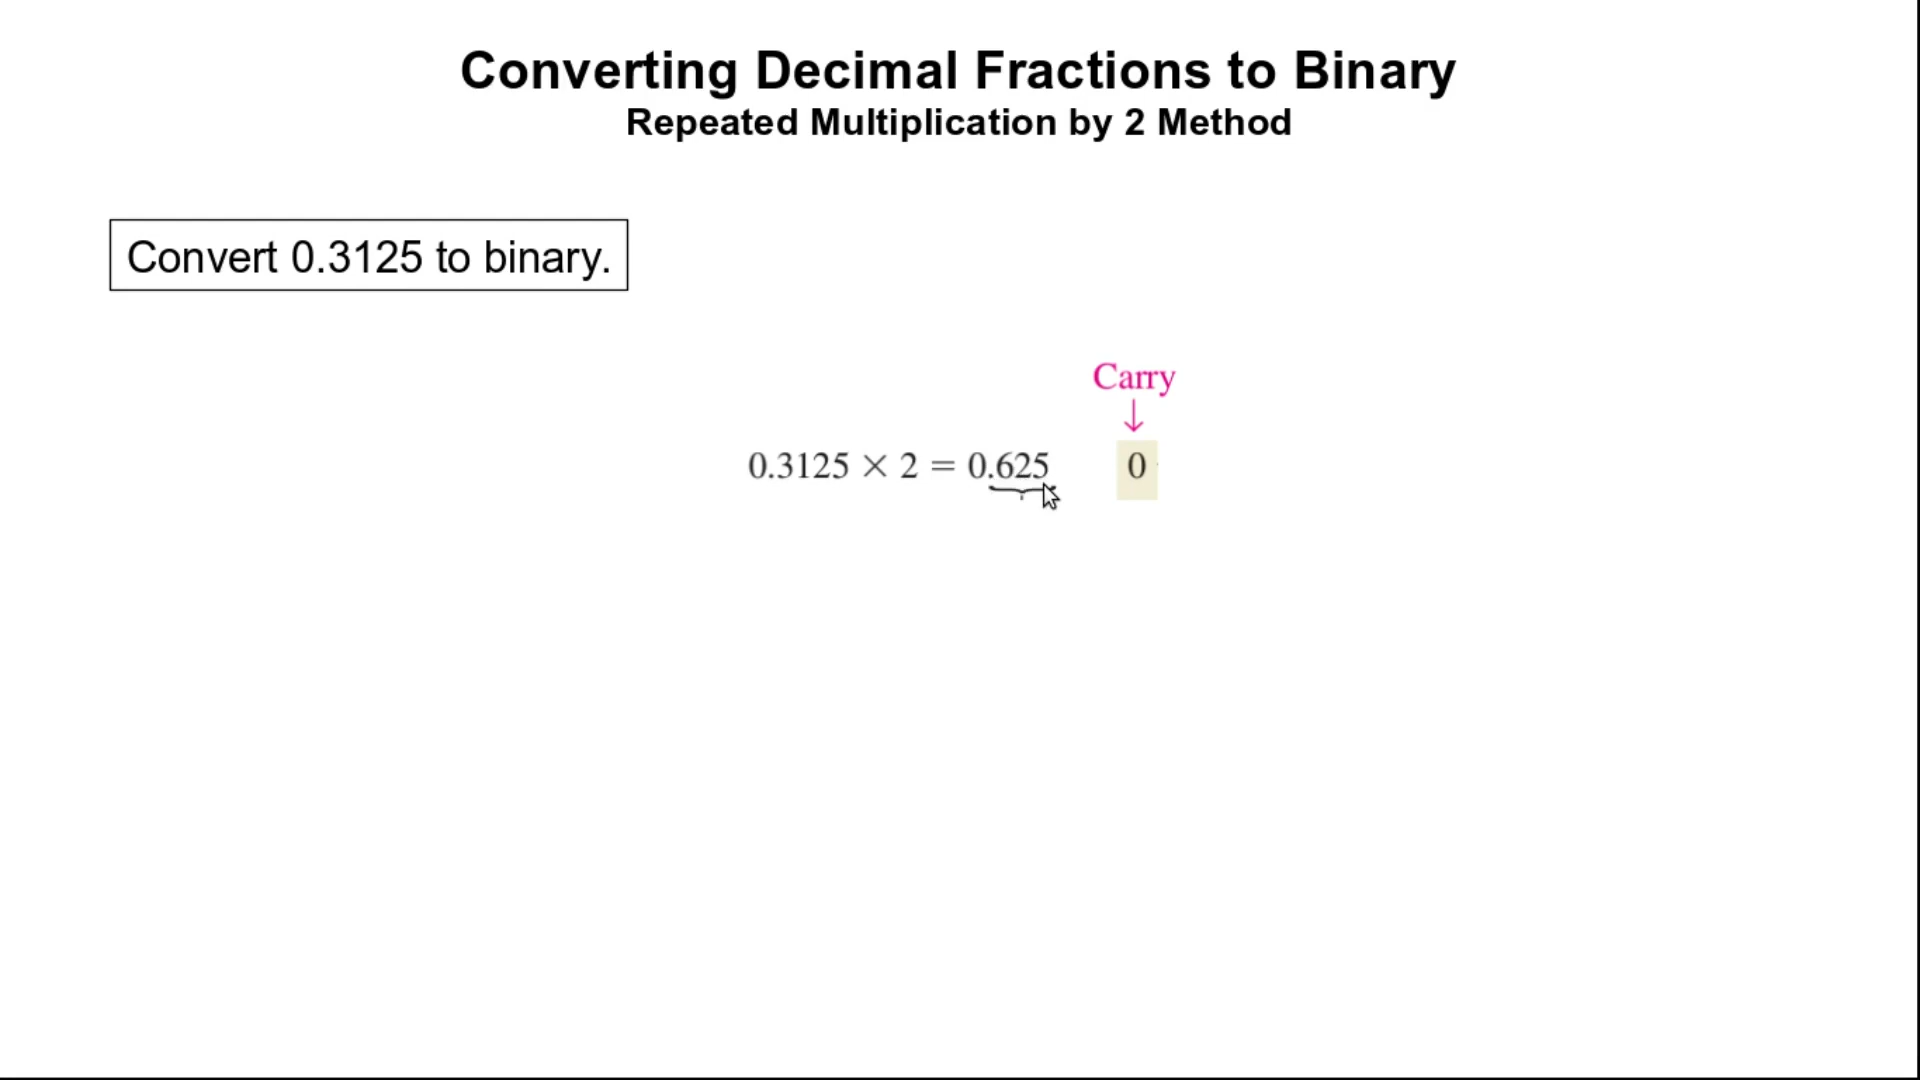 Converting Decimal Fractions to Binary
Repeated Multiplication by 2 Method
Convert 0.3125 to binary.
Carry
↓
0.3125 × 2 = 0.625 0